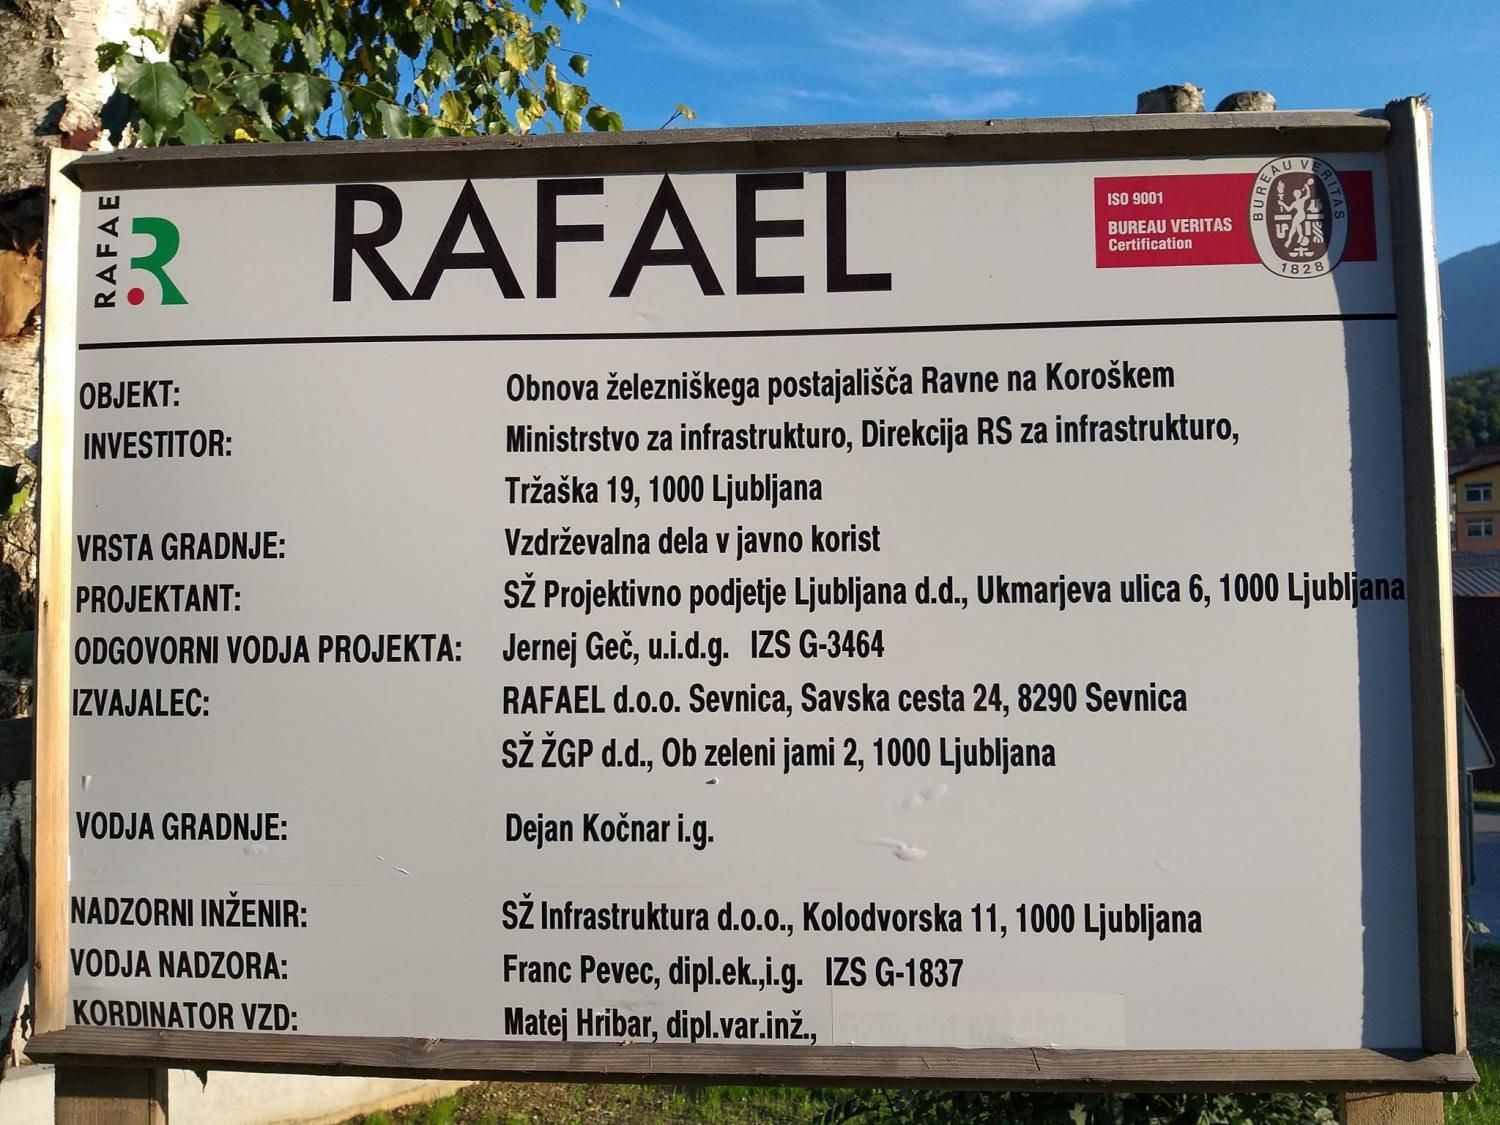 RAFAE
RAFAEL
ISO 9001
BUREAU VERITAS
Certification
BUREAU VERITAS
1828
OBJEKT: Obnova železniškega postajališča Ravne na Koroškem
INVESTITOR: Ministrstvo za infrastrukturo, Direkcija RS za infrastrukturo,
Tržaška 19, 1000 Ljubljana
VRSTA GRADNJE: Vzdrževalna dela v javno korist
PROJEKTANT: SŽ Projektivno podjetje Ljubljana d.d., Ukmarjeva ulica 6, 1000 Ljubljana
ODGOVORNI VODJA PROJEKTA: Jernej Geč, u.i.d.g. IZS G-3464
IZVAJALEC: RAFAEL d.o.o. Sevnica, Savska cesta 24, 8290 Sevnica
SŽ ŽGP d.d., Ob zeleni jami 2, 1000 Ljubljana
VODJA GRADNJE: Dejan Kočnar i.g.
NADZORNI INŽENIR: SŽ Infrastruktura d.o.o., Kolodvorska 11, 1000 Ljubljana
VODJA NADZORA: Franc Pevec, dipl.ek.,i.g. IZS G-1837
KORDINATOR VZD: Matej Hribar, dipl.var.inž.,